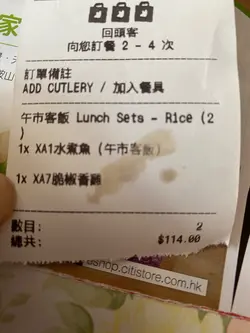 家
回頭客
向您訂餐 2 - 4 次
訂單備註
ADD CUTLERY / 加入餐具
午市客飯 Lunch Sets - Rice (2
)
1x XA1水煮魚 (午市客飯)
1x XA7脆椒香雞
數目: 2
總共: $114.00
shop.citistore.com.hk